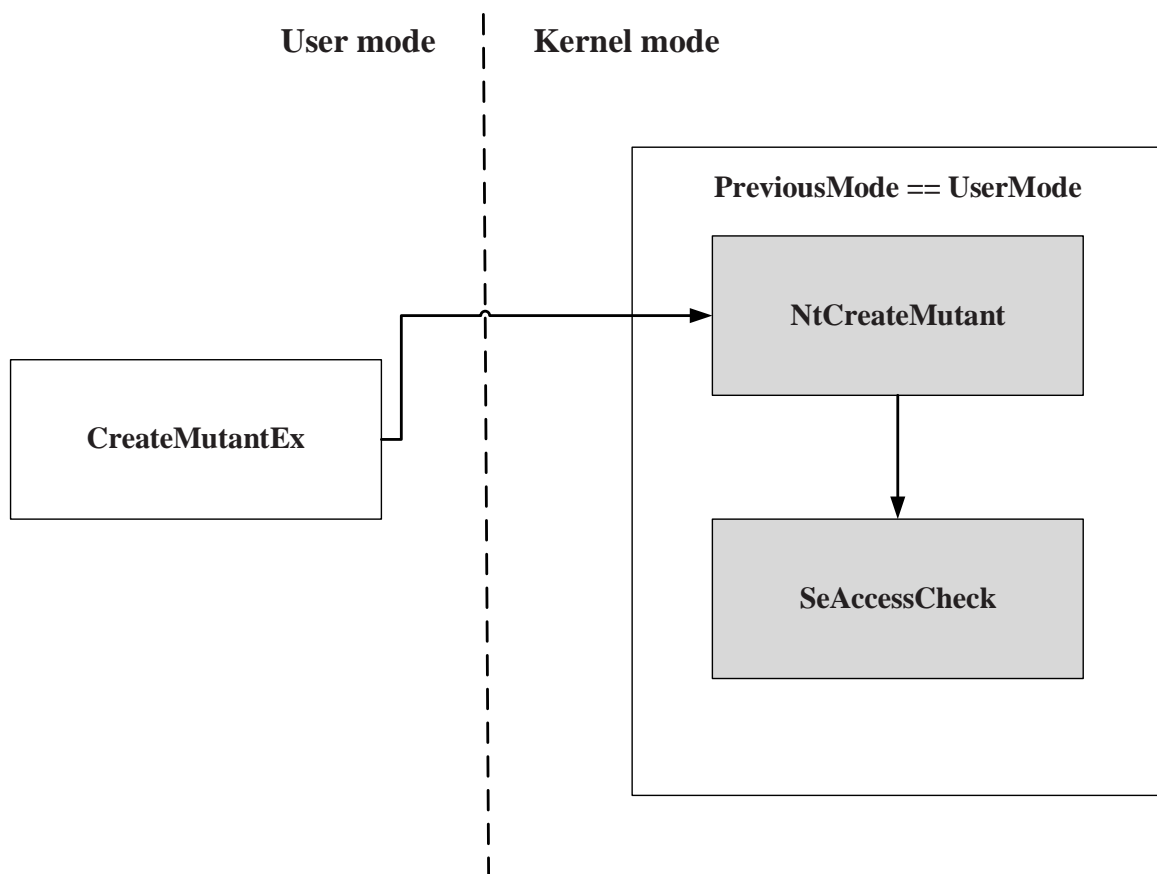 User mode
Kernel mode
PreviousMode == UserMode
NtCreateMutant
CreateMutantEx
SeAccessCheck